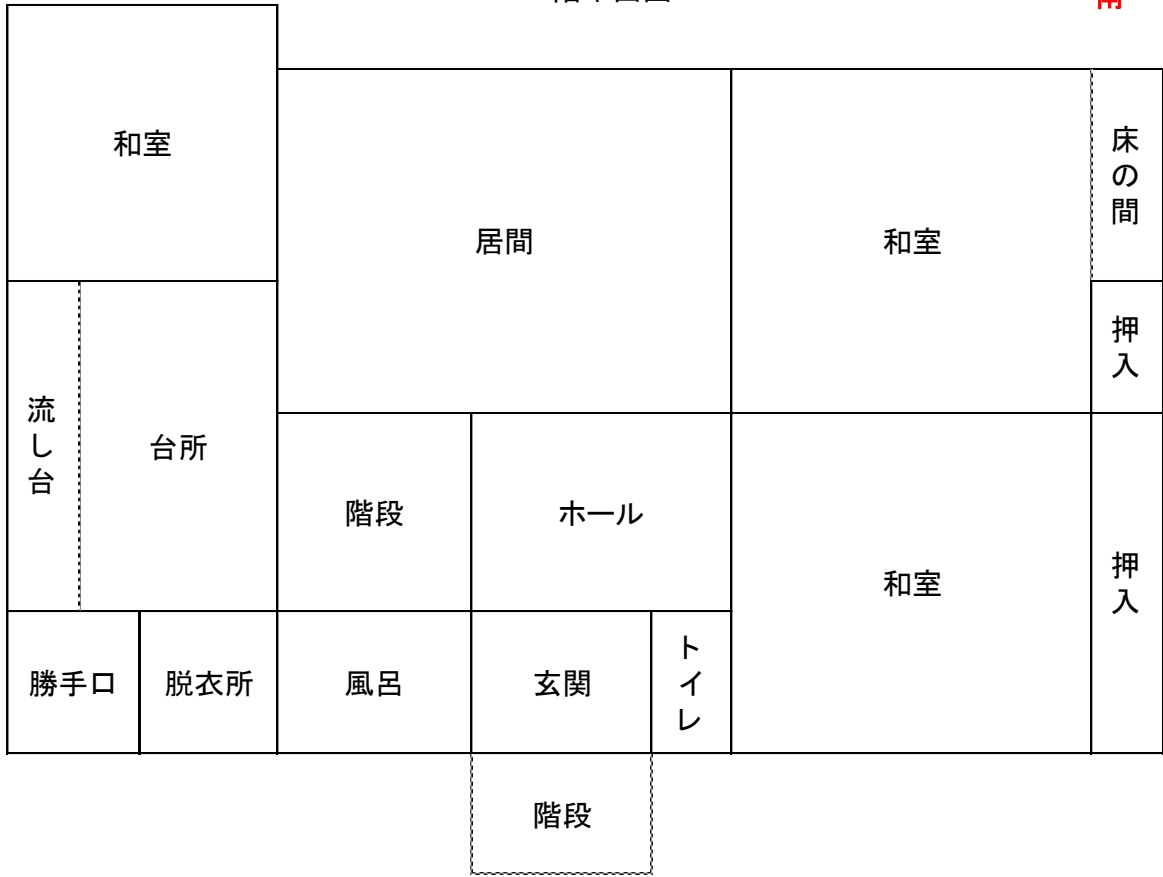 和室
居間
和室
床の間
押入
流し台
台所
階段
ホール
和室
押入
勝手口
脱衣所
風呂
玄関
トイレ
階段